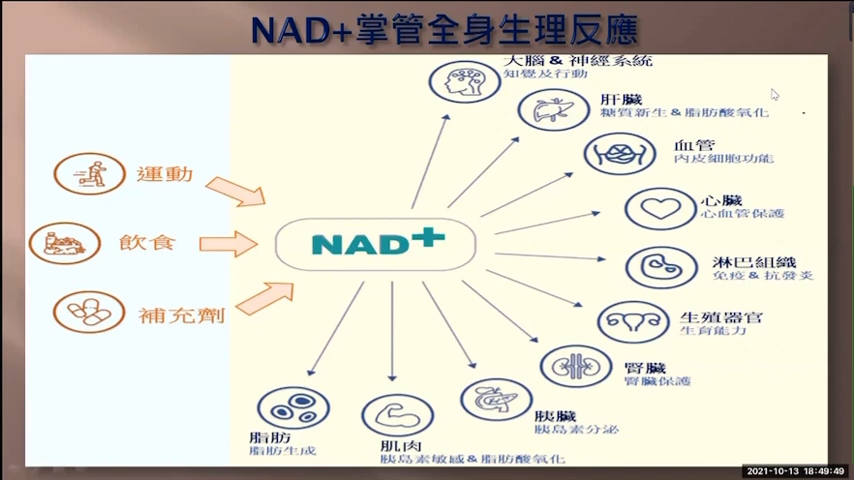 NAD+掌管全身生理反應
大腦&神經系統
知覺及行動
肝臟
糖質新生&脂肪酸氧化
血管
內皮細胞功能
運動
心臟
心血管保護
飲食
NAD+
淋巴組織
免疫&抗發炎
補充劑
生殖器官
生育能力
腎臟
腎臟保護
胰臟
胰島素分泌
脂肪
脂肪生成
肌肉
胰島素敏感&脂肪酸氧化
2021-10-13 18:49:49